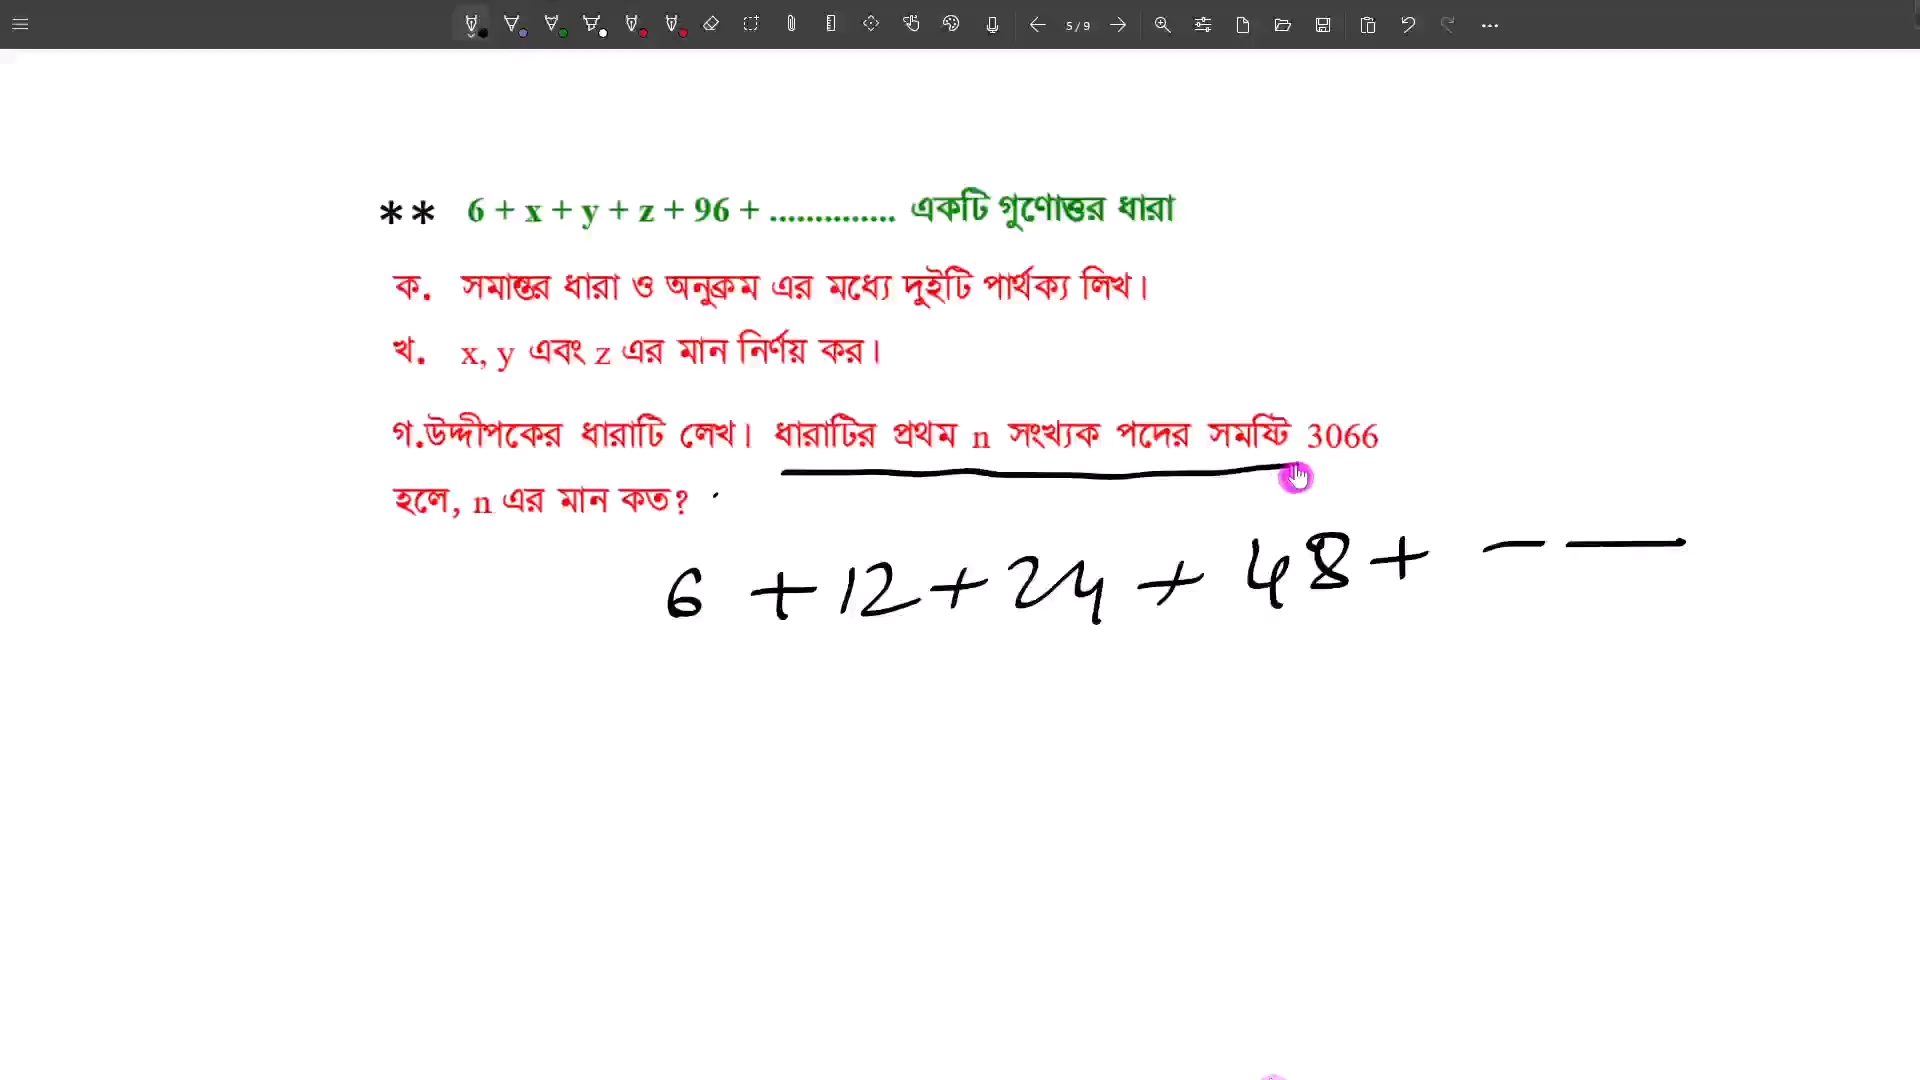 5/9
** 6 + x + y + z + 96 + .............. একটি গুণোত্তর ধারা
ক. সমান্তর ধারা ও অনুক্রম এর মধ্যে দুইটি পার্থক্য লিখ।
খ. x, y এবং z এর মান নির্ণয় কর।
গ.উদ্দীপকের ধারাটি লেখ। ধারাটির প্রথম n সংখ্যক পদের সমষ্টি 3066
হলে, n এর মান কত?
6 + 12 + 24 + 48 + — —